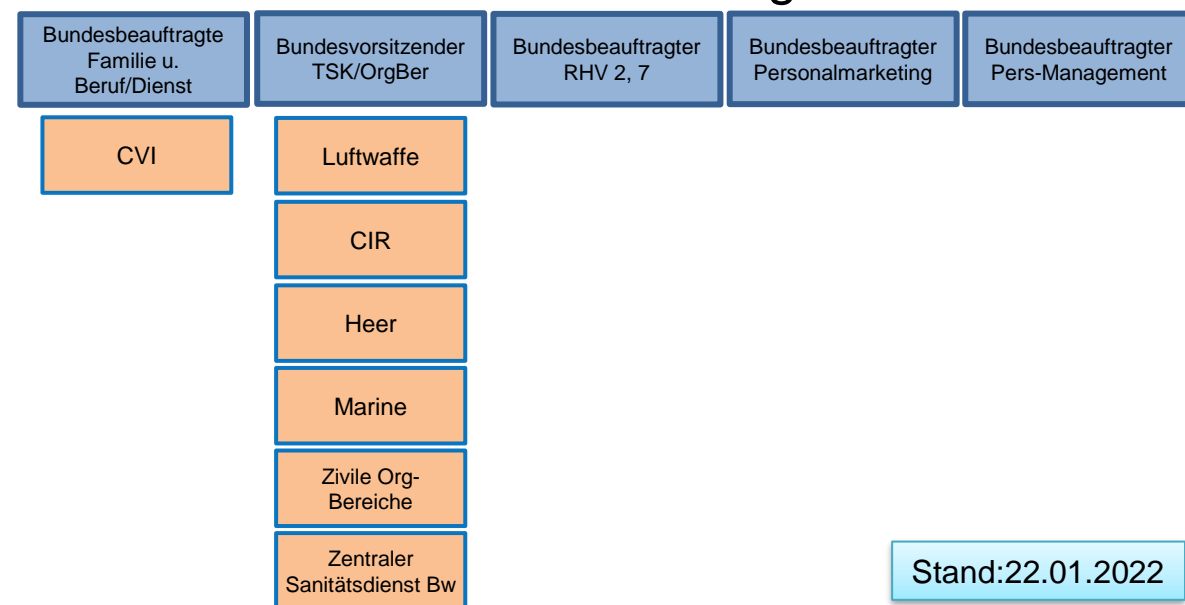 Bundesbeauftragte
Familie u.
Beruf/Dienst
Bundesvorsitzender
TSK/OrgBer
Bundesbeauftragter
RHV 2, 7
Bundesbeauftragter
Personalmarketing
Bundesbeauftragter
Pers-Management
CVI
Luftwaffe
CIR
Heer
Marine
Zivile Org-
Bereiche
Zentraler
Sanitätsdienst Bw
Stand:22.01.2022